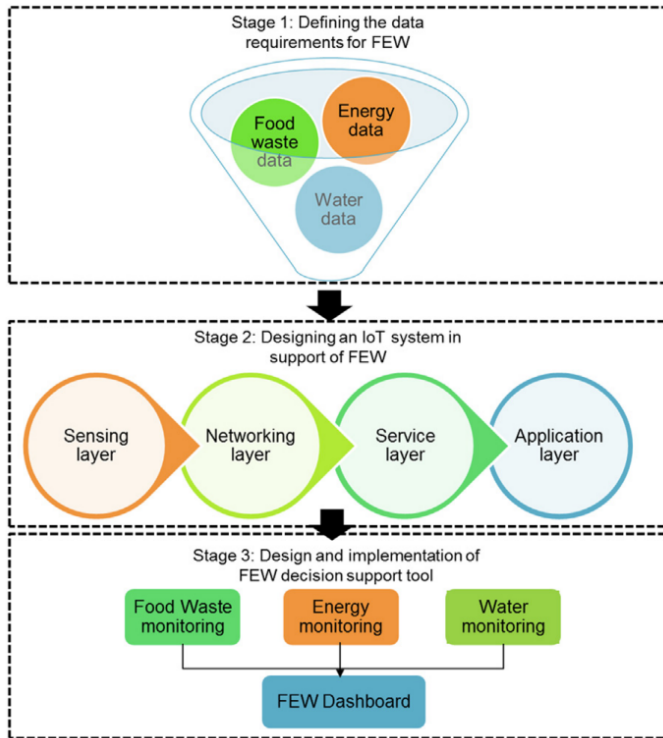 Stage 1: Defining the data
requirements for FEW
Food
waste
data
Energy
data
Water
data
Stage 2: Designing an IoT system in
support of FEW
Sensing
layer
Networking
layer
Service
layer
Application
layer
Stage 3: Design and implementation of
FEW decision support tool
Food Waste
monitoring
Energy
monitoring
Water
monitoring
FEW Dashboard